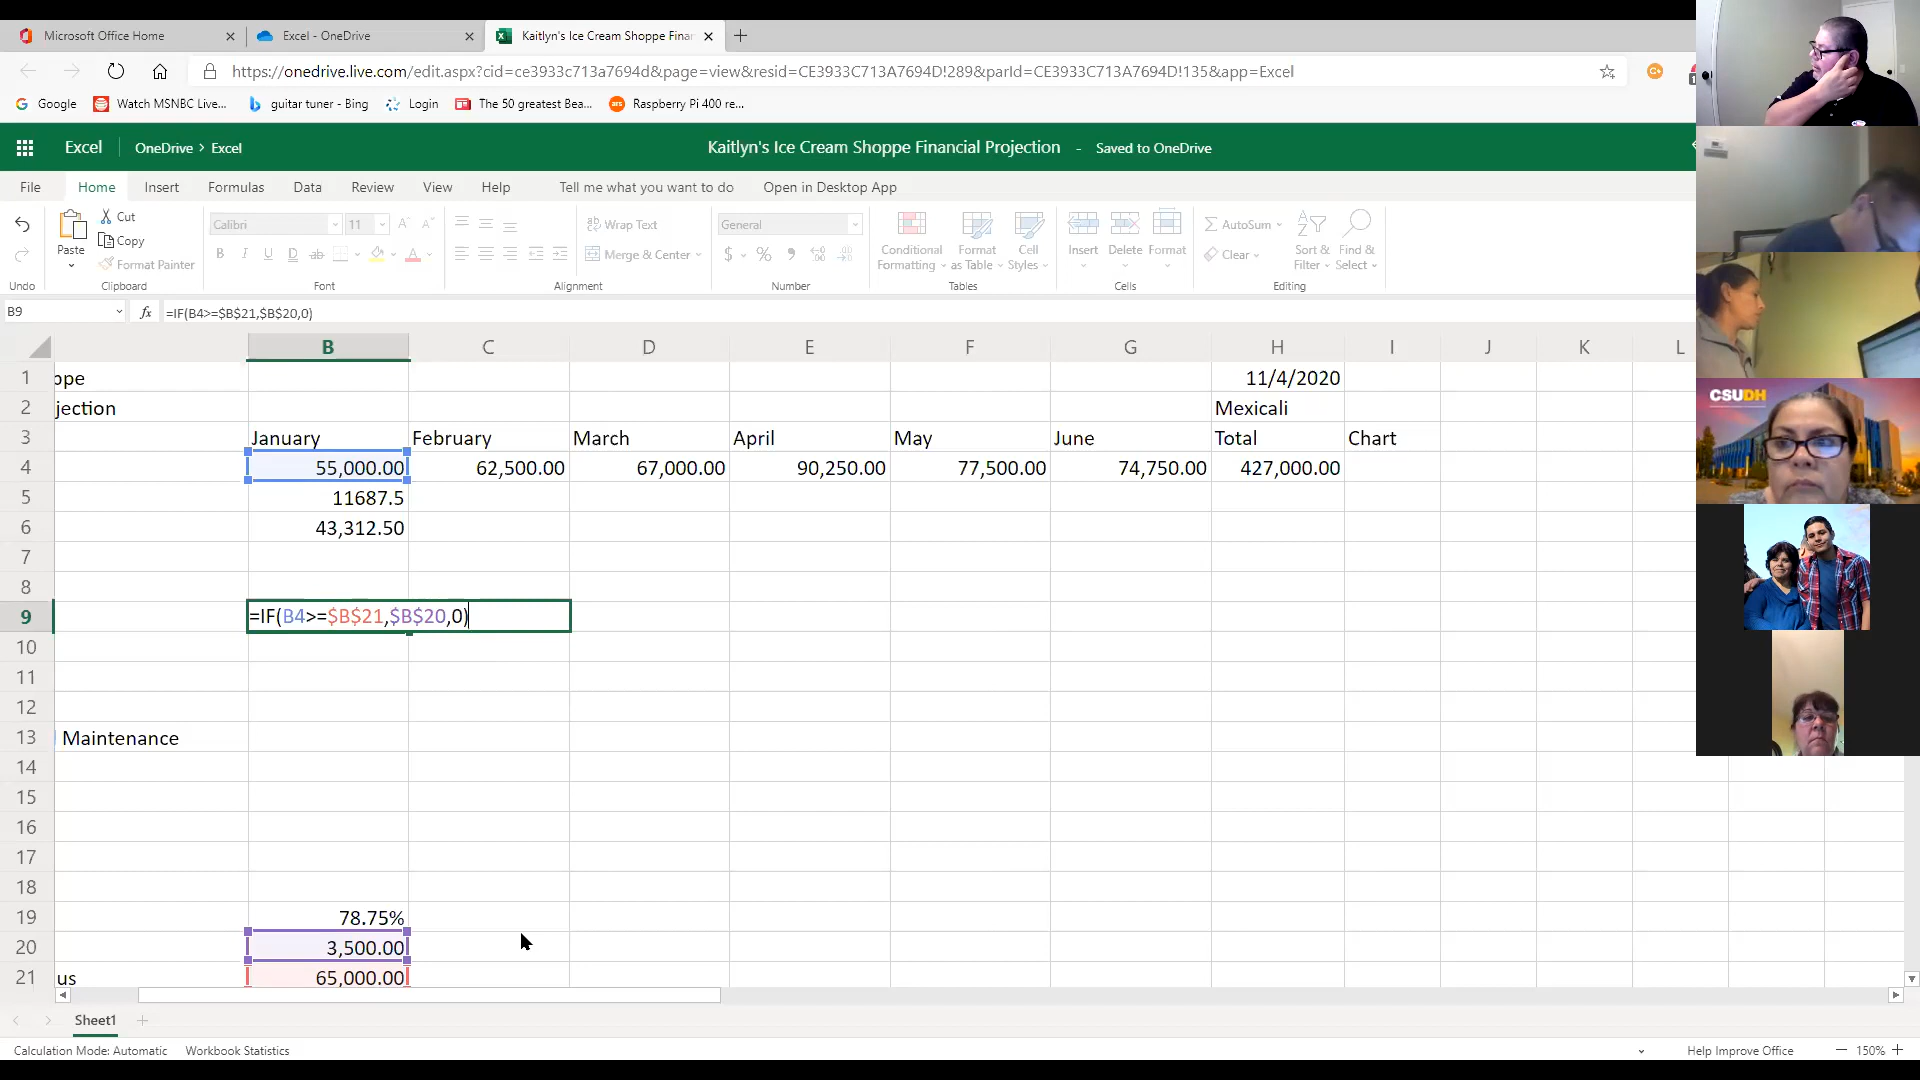 Microsoft Office Home
Excel - OneDrive
Kaitlyn's Ice Cream Shoppe Finan
https://onedrive.live.com/edit.aspx?cid=ce3933c713a7694d&page=view&resid=CE3933C713A7694D!289&parId=CE3933C713A7694D!135&app=Excel
Google
Watch MSNBC Live...
guitar tuner - Bing
Login
The 50 greatest Bea...
Raspberry Pi 400 re...
Excel
OneDrive > Excel
Kaitlyn's Ice Cream Shoppe Financial Projection - Saved to OneDrive
File Home Insert Formulas Data Review View Help Tell me what you want to do Open in Desktop App
Paste
Cut
Copy
Format Painter
Calibri 11
B I U D ab
Wrap Text
Merge & Center
General
$ % 9
Conditional Formatting
Format as Table
Cell Styles
Insert Delete Format
AutoSum
Clear
Sort & Filter
Find & Select
Undo Clipboard Font Alignment Number Tables Cells Editing
B9 fx =IF(B4>=$B$21,$B$20,0)
B C D E F G H I J K L
1 ppe 11/4/2020
2 jection Mexicali
3 January February March April May June Total Chart
4 55,000.00 62,500.00 67,000.00 90,250.00 77,500.00 74,750.00 427,000.00
5 11687.5
6 43,312.50
7
8
9 =IF(B4>=$B$21,$B$20,0)
10
11
12
13 Maintenance
14
15
16
17
18
19 78.75%
20 3,500.00
21 us 65,000.00
Sheet1
Calculation Mode: Automatic Workbook Statistics Help Improve Office 150%
CSUDH